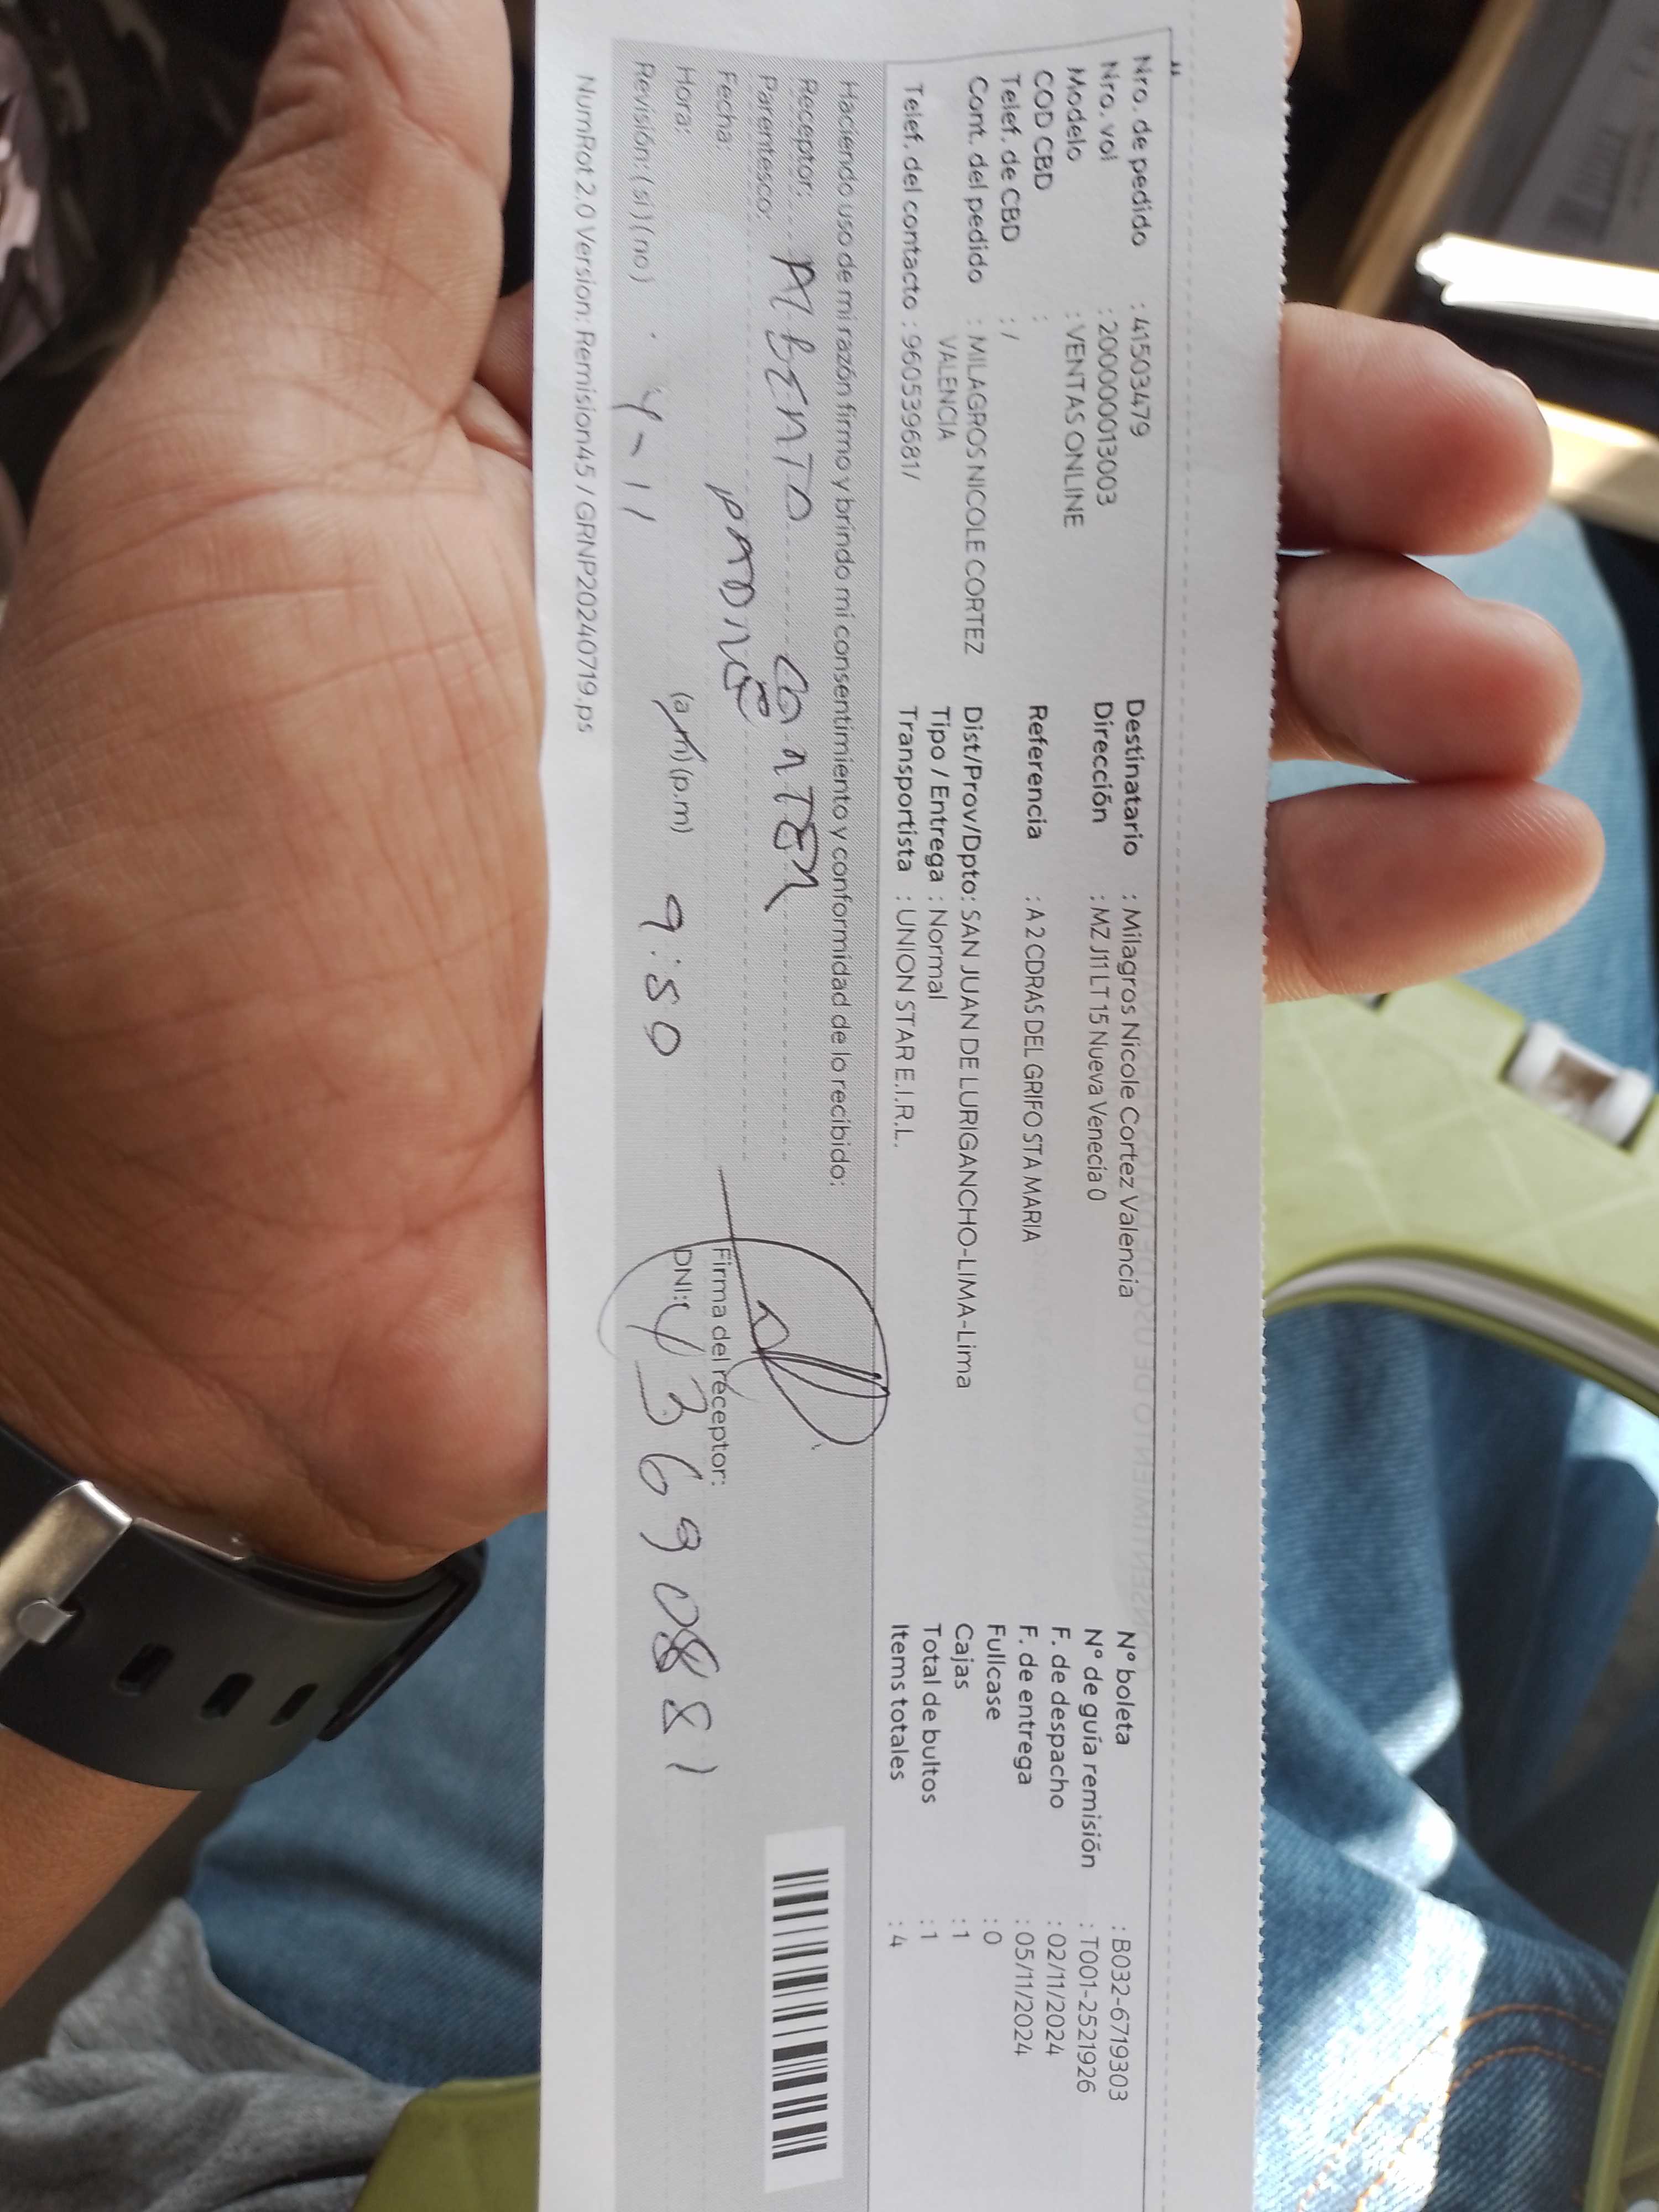 Nro. de pedido : 41503479
Nro. vol : 2000000013003
Modelo : VENTAS ONLINE
COD CBD :
Telef. de CBD : /
Cont. del pedido : MILAGROS NICOLE CORTEZ
VALENCIA
Telef. del contacto : 960539681/
Destinatario : Milagros Nicole Cortez Valencia
Dirección : MZ J11 LT 15 Nueva Venecia 0
Referencia : A 2 CDRAS DEL GRIFO STA MARIA
Dist/Prov/Dpto: SAN JUAN DE LURIGANCHO-LIMA-Lima
Tipo / Entrega : Normal
Transportista : UNION STAR E.I.R.L.
N° boleta : B032-6719303
N° de guía remisión : T001-2521926
F. de despacho : 02/11/2024
F. de entrega : 05/11/2024
Fullcase : 0
Cajas : 1
Total de bultos : 1
Items totales : 4
Haciendo uso de mi razón firmo y brindo mi consentimiento y conformidad de lo recibido:
Receptor: Albento Conten
Parentesco: padre
Fecha: 4-11
Hora: (a.m) (p.m) 9:50
Revisión: (si) (no)
Firma del receptor:
DNI: 43690881
NumRot 2.0 Version: Remision45 / GRNP20240719.ps